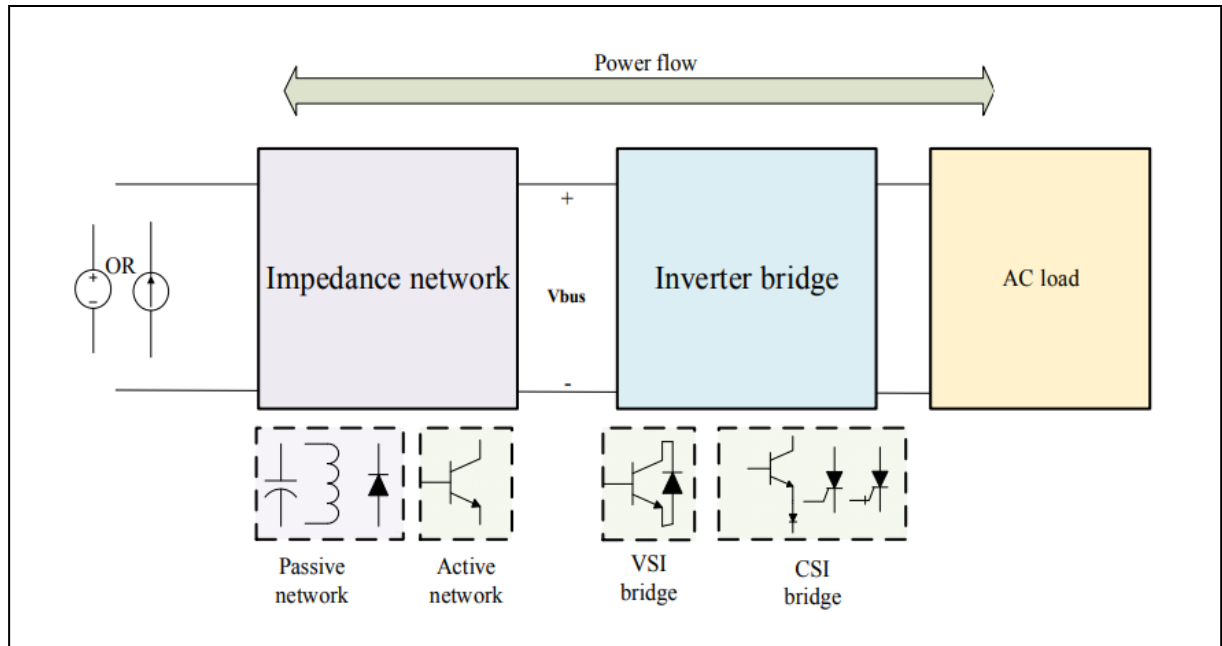 Power flow
+
OR
+
−
Impedance network
Vbus
Inverter bridge
AC load
-
Passive
network
Active
network
VSI
bridge
CSI
bridge